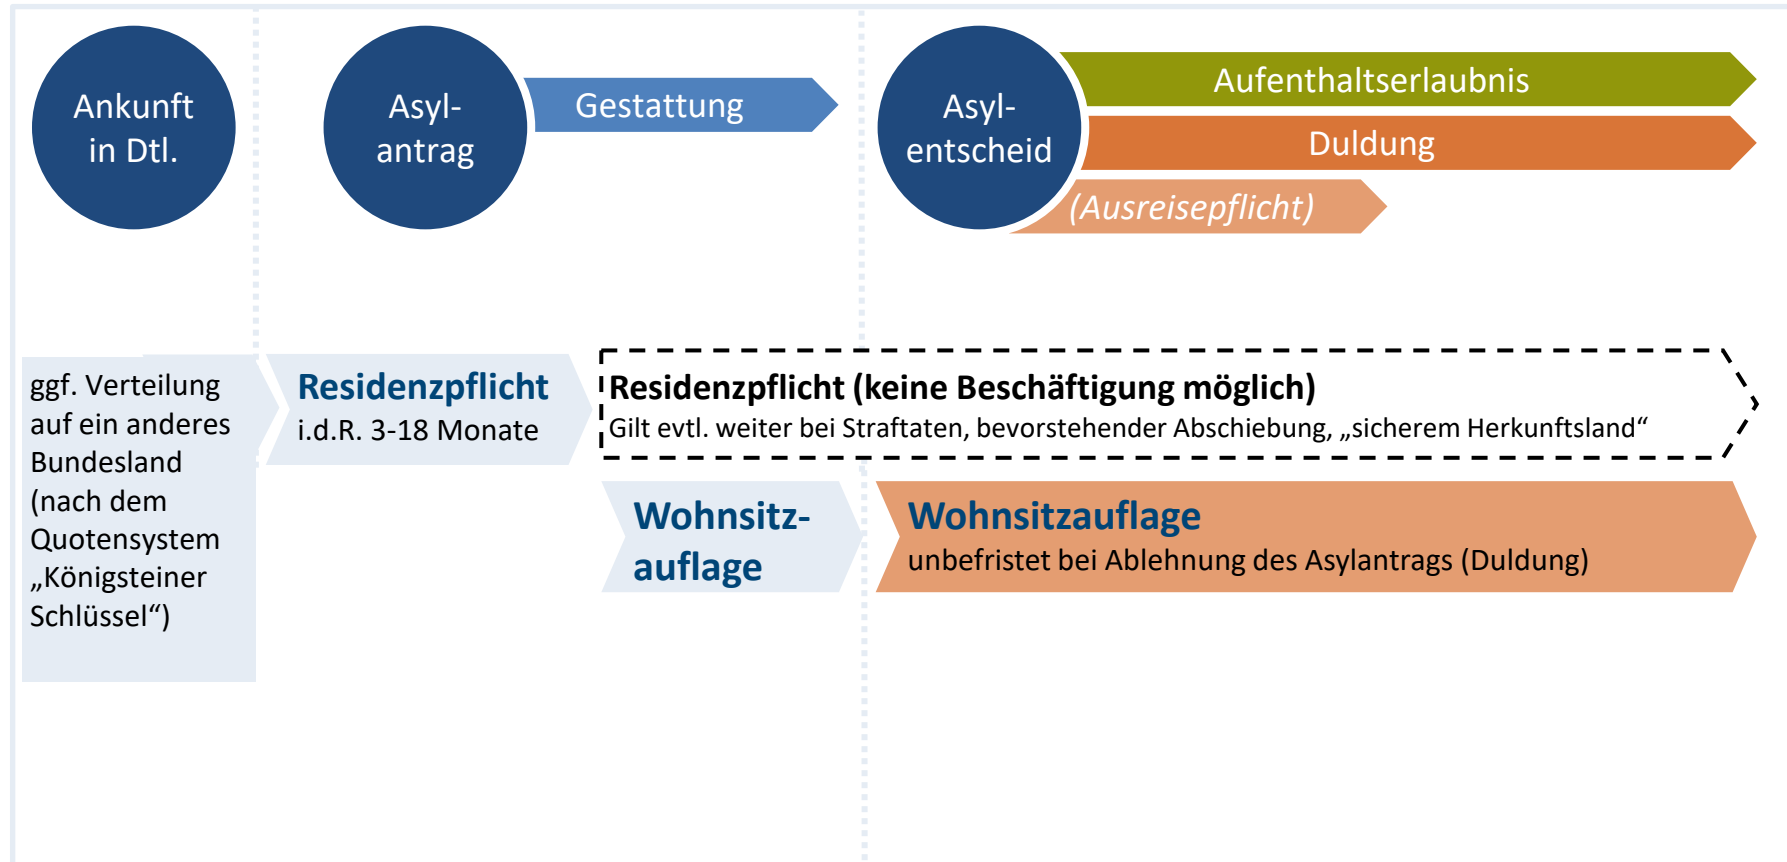 Ankunft
in Dtl.
Asyl-
antrag
Gestattung
Asyl-
entscheid
Aufenthaltserlaubnis
Duldung
(Ausreisepflicht)
ggf. Verteilung
auf ein anderes
Bundesland
(nach dem
Quotensystem
„Königsteiner
Schlüssel“)
Residenzpflicht
i.d.R. 3-18 Monate
Residenzpflicht (keine Beschäftigung möglich)
Gilt evtl. weiter bei Straftaten, bevorstehender Abschiebung, „sicherem Herkunftsland“
Wohnsitz-
auflage
Wohnsitzauflage
unbefristet bei Ablehnung des Asylantrags (Duldung)